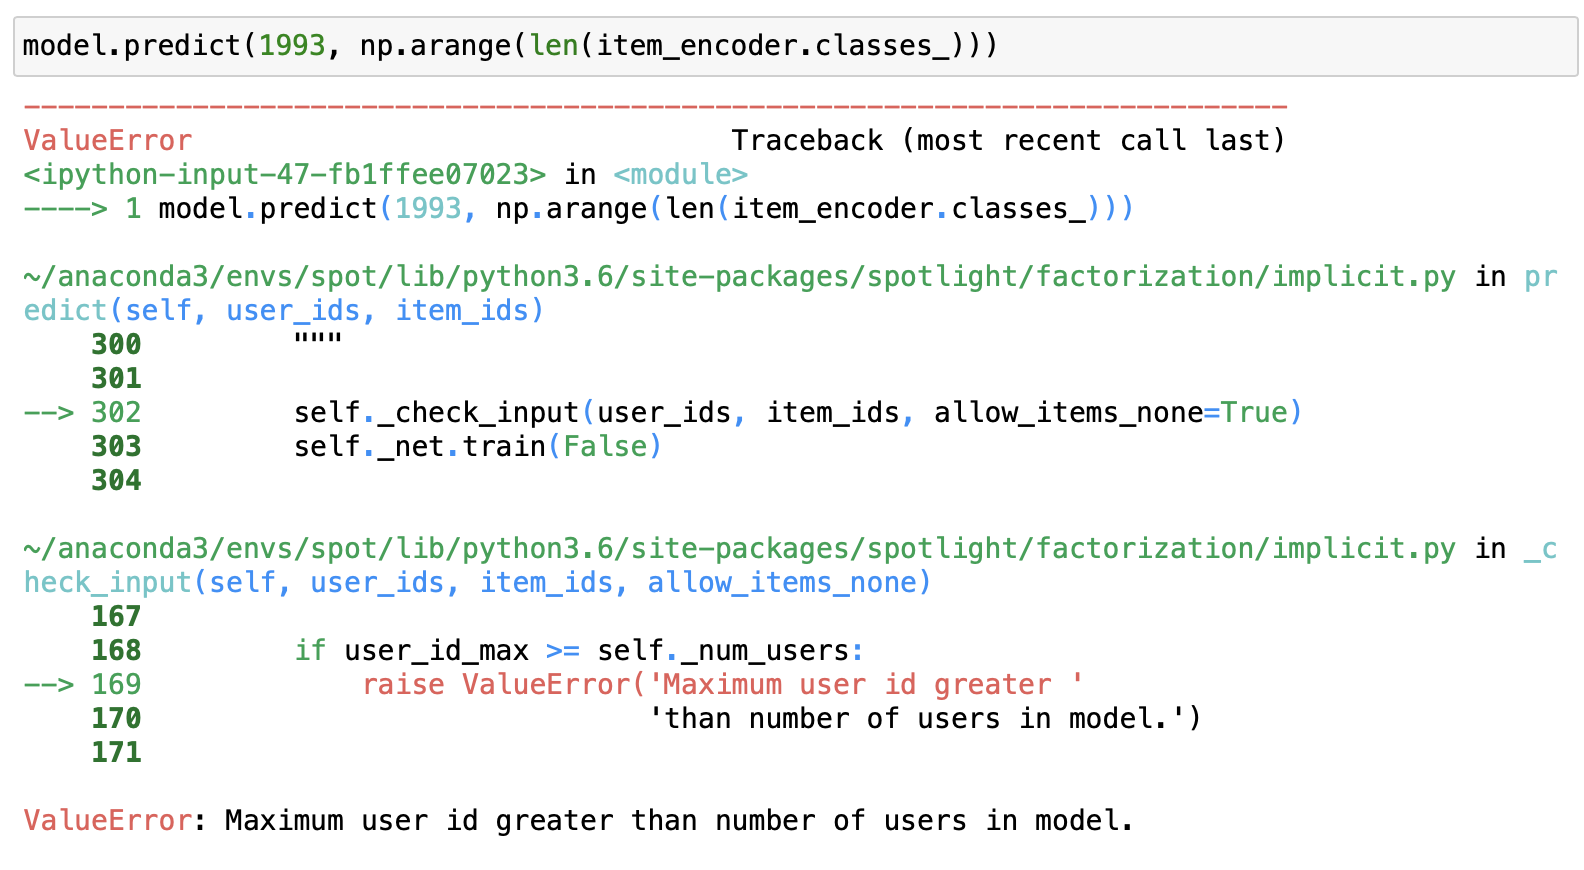 model.predict(1993, np.arange(len(item_encoder.classes_)))
---------------------------------------------------------------------------
ValueError                                Traceback (most recent call last)
<ipython-input-47-fb1ffee07023> in <module>
----> 1 model.predict(1993, np.arange(len(item_encoder.classes_)))
~/anaconda3/envs/spot/lib/python3.6/site-packages/spotlight/factorization/implicit.py in pr
edict(self, user_ids, item_ids)
    300         """
    301
--> 302         self._check_input(user_ids, item_ids, allow_items_none=True)
    303         self._net.train(False)
    304
~/anaconda3/envs/spot/lib/python3.6/site-packages/spotlight/factorization/implicit.py in _c
heck_input(self, user_ids, item_ids, allow_items_none)
    167
    168         if user_id_max >= self._num_users:
--> 169             raise ValueError('Maximum user id greater '
    170                              'than number of users in model.')
    171
ValueError: Maximum user id greater than number of users in model.